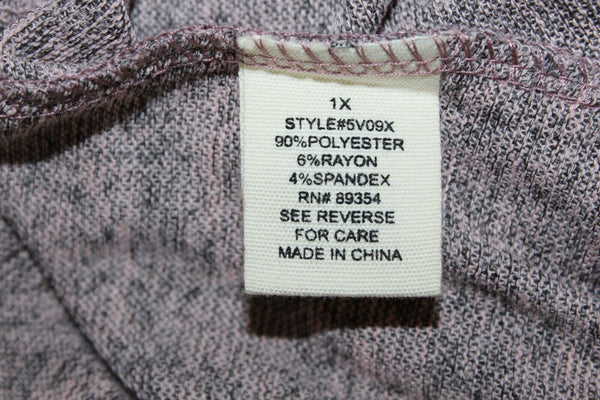 1X
STYLE#5V09X
90%POLYESTER
6%RAYON
4%SPANDEX
RN# 89354
SEE REVERSE
FOR CARE
MADE IN CHINA